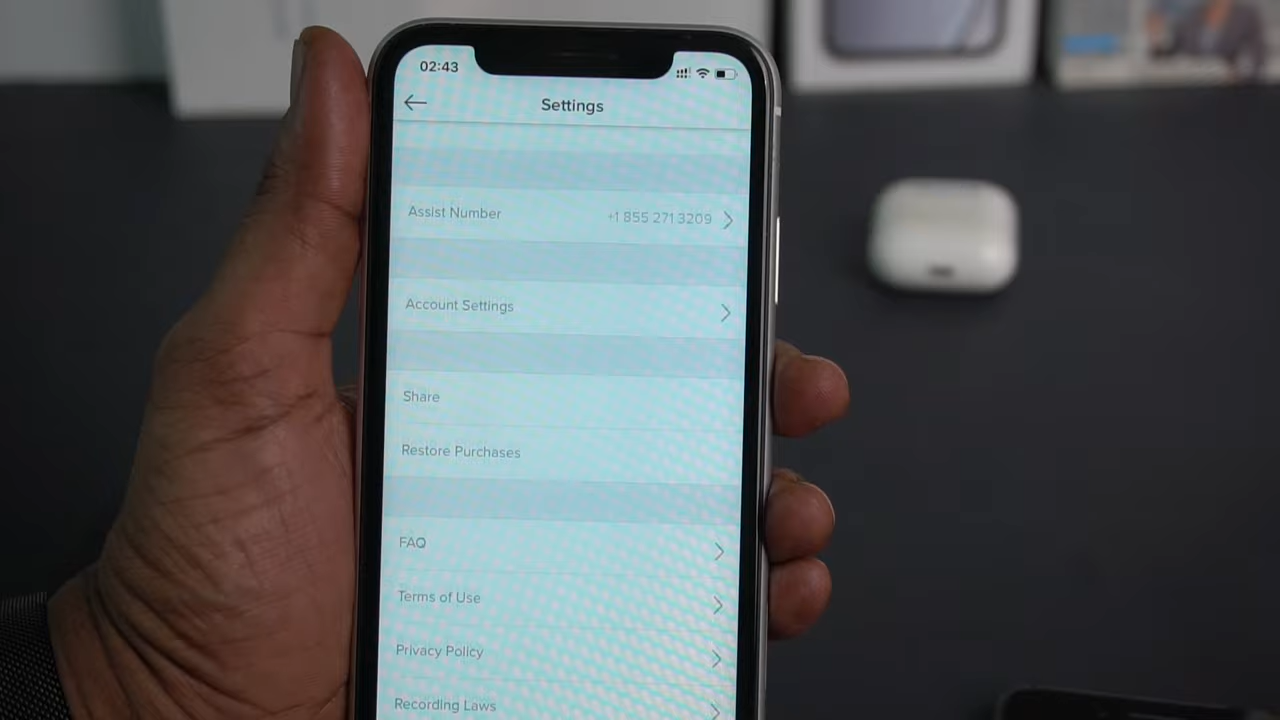 02:43
Settings
Assist Number +1 855 271 3209
Account Settings
Share
Restore Purchases
FAQ
Terms of Use
Privacy Policy
Recording Laws